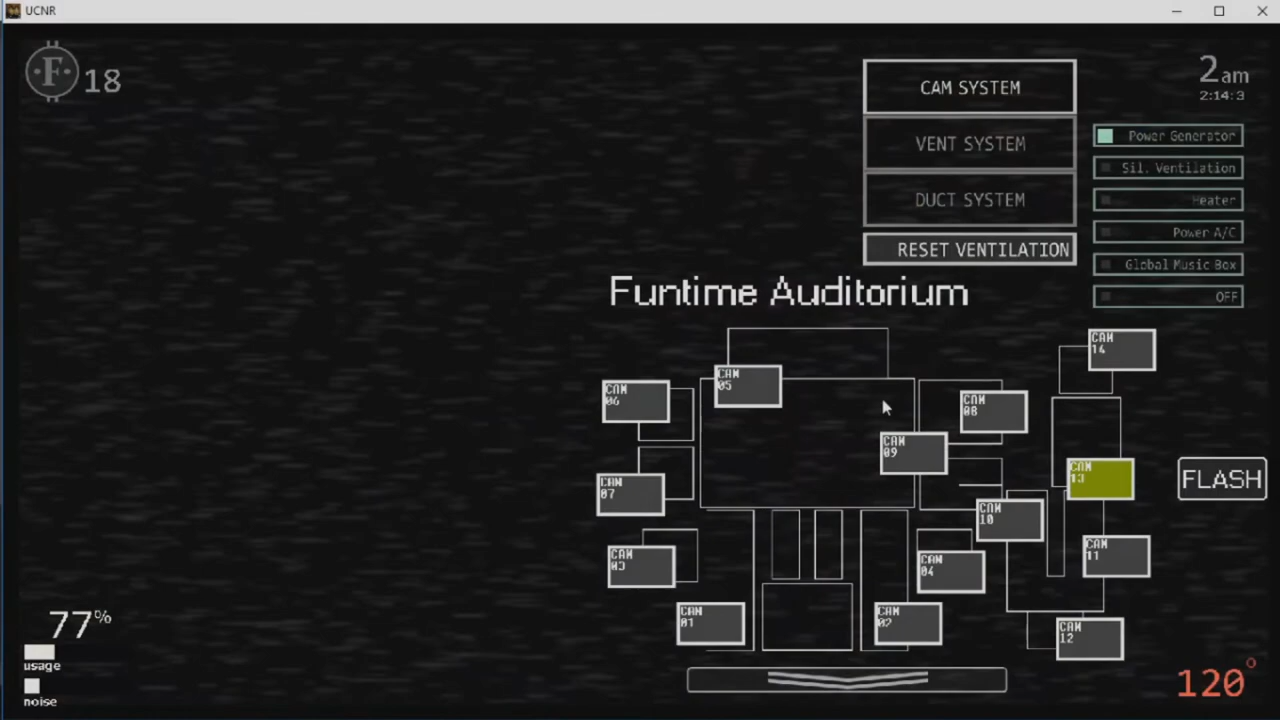 UCNR
F 18
CAM SYSTEM
VENT SYSTEM
DUCT SYSTEM
RESET VENTILATION
2am
2:14:3
Power Generator
Sil. Ventilation
Heater
Power A/C
Global Music Box
OFF
Funtime Auditorium
CAM
14
CAM
05
CAM
06
CAM
08
CAM
09
CAM
13
FLASH
CAM
07
CAM
10
CAM
11
CAM
03
CAM
04
CAM
01
CAM
02
CAM
12
77%
usage
noise
120°